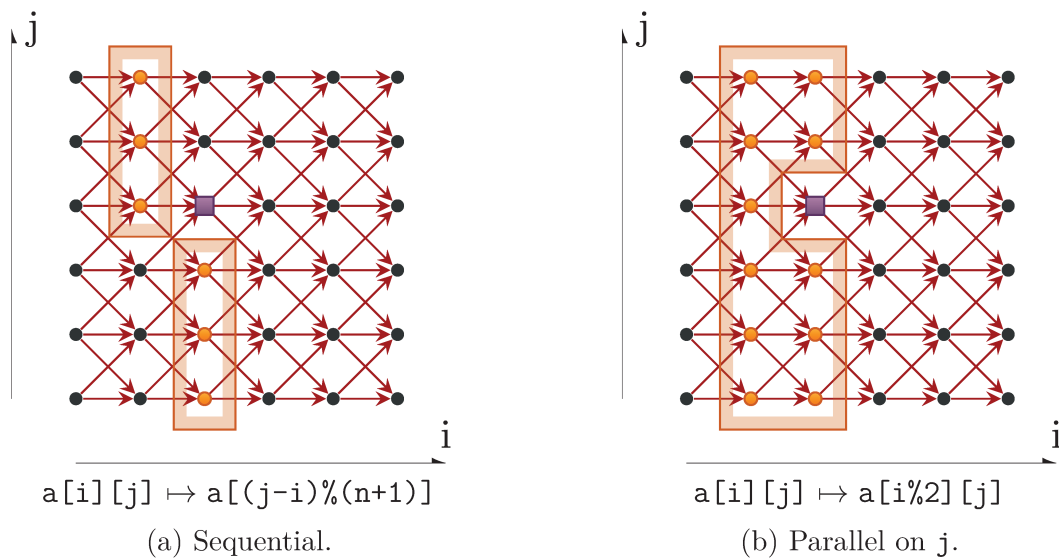 j
j
i
i
a[i][j] ↦ a[(j-i)%(n+1)]
a[i][j] ↦ a[i%2][j]
(a) Sequential.
(b) Parallel on j.